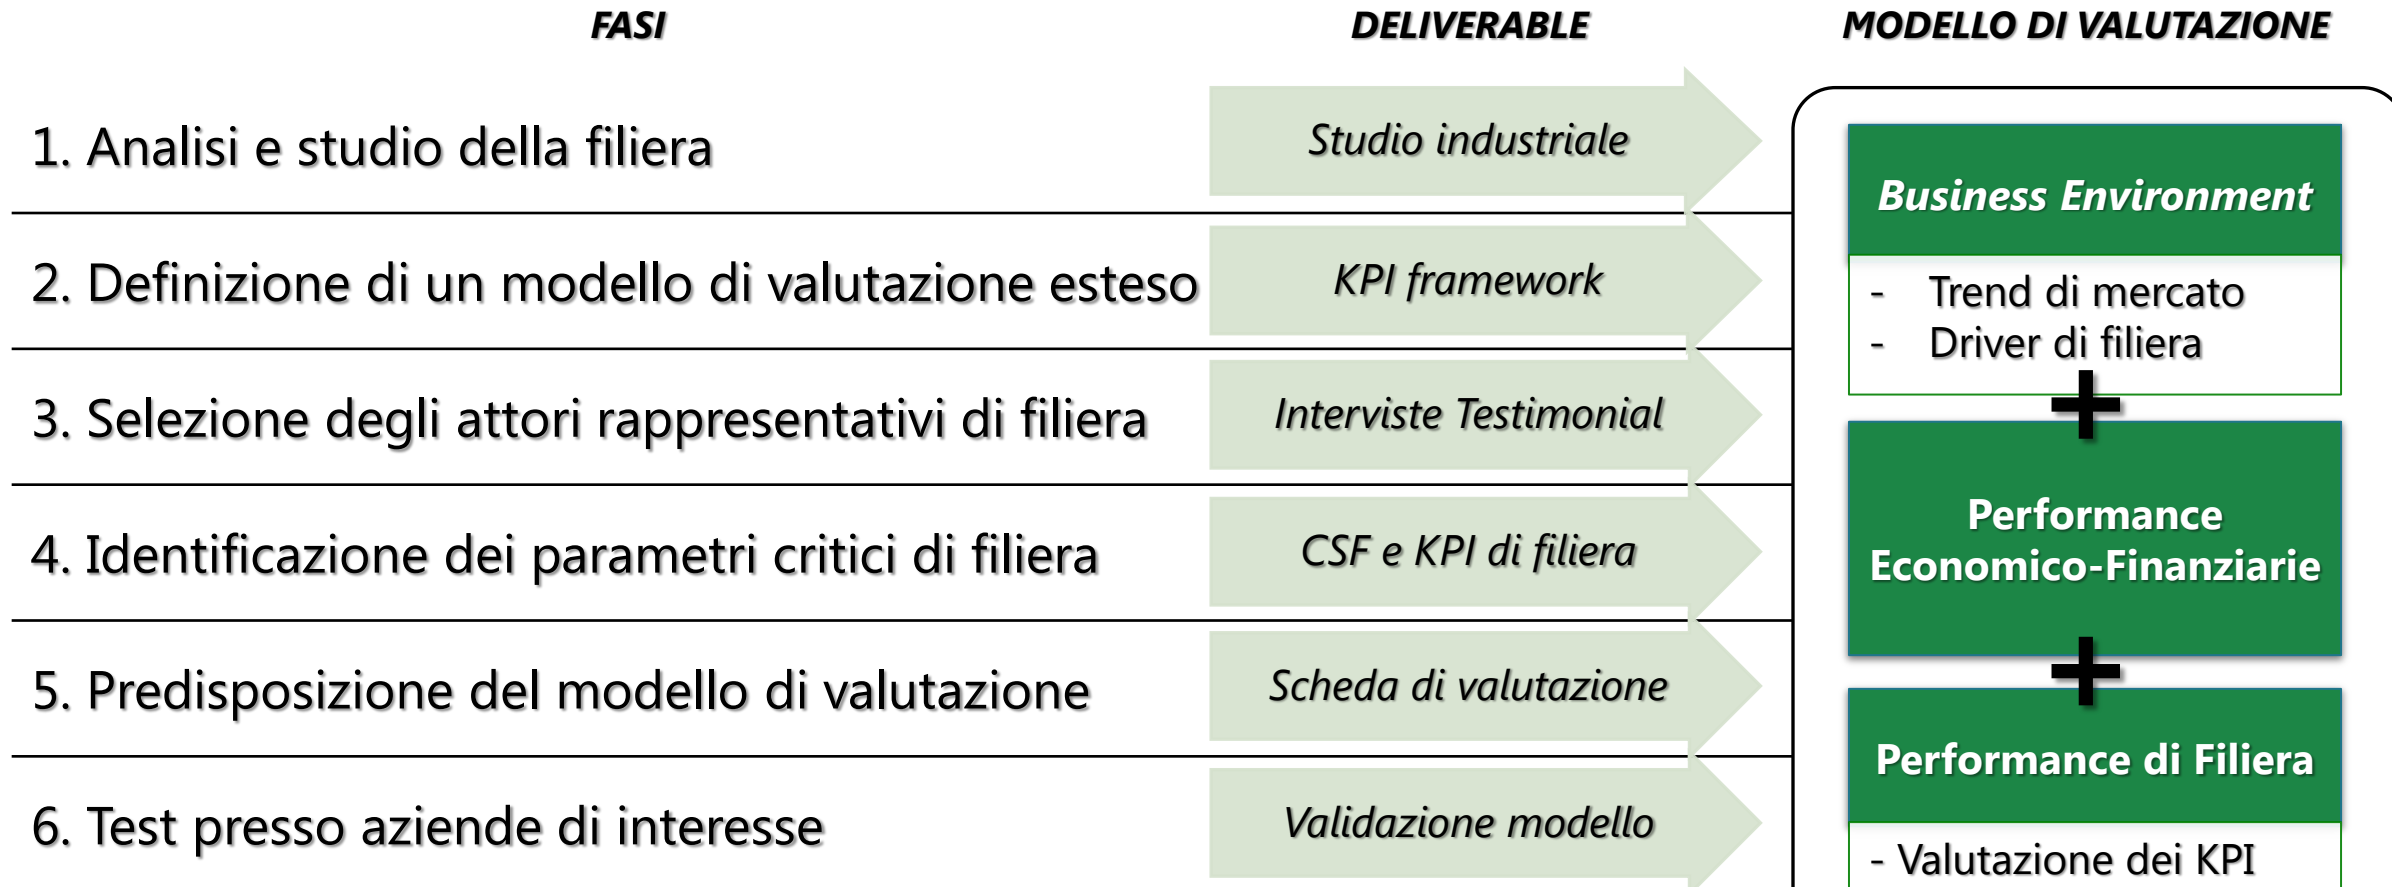 FASI
DELIVERABLE
MODELLO DI VALUTAZIONE
1. Analisi e studio della filiera
Studio industriale
2. Definizione di un modello di valutazione esteso
KPI framework
3. Selezione degli attori rappresentativi di filiera
Interviste Testimonial
4. Identificazione dei parametri critici di filiera
CSF e KPI di filiera
5. Predisposizione del modello di valutazione
Scheda di valutazione
6. Test presso aziende di interesse
Validazione modello
Business Environment
- Trend di mercato
- Driver di filiera
+
Performance
Economico-Finanziarie
+
Performance di Filiera
- Valutazione dei KPI